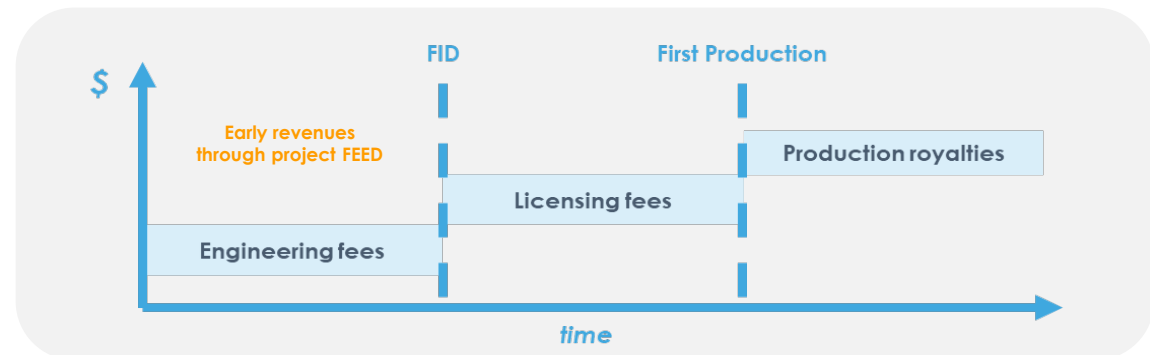 FID
First Production
$
Early revenues
through project FEED
Production royalties
Licensing fees
Engineering fees
time